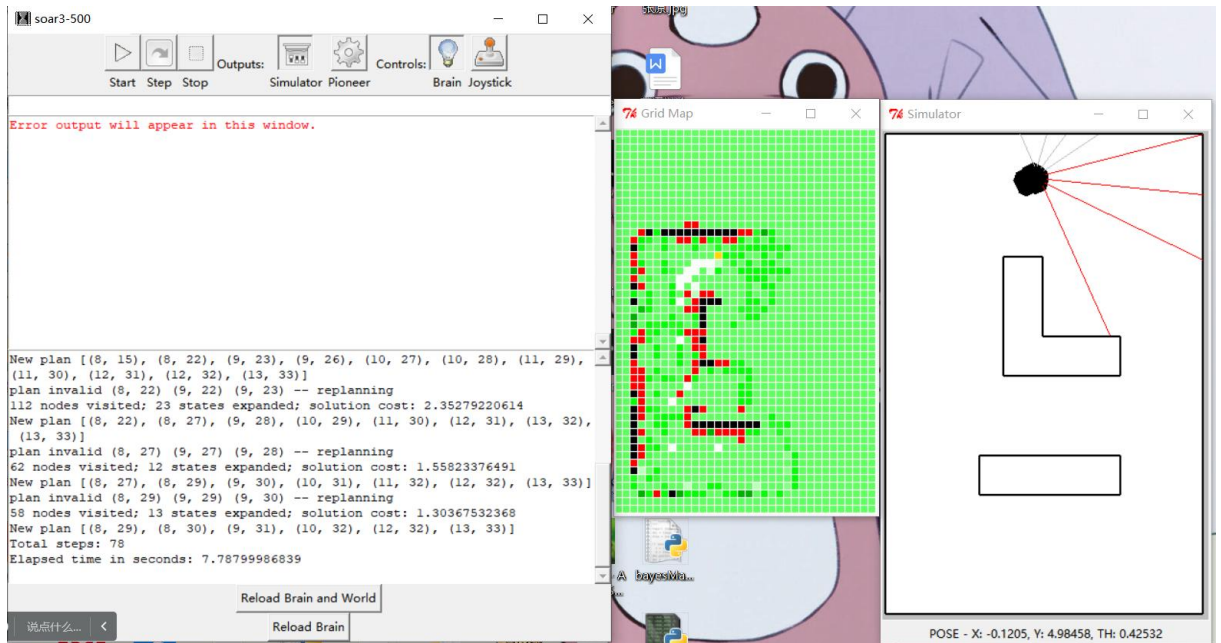 soar3-500
Outputs:
Controls:
Start Step Stop
Simulator Pioneer
Brain Joystick
Error output will appear in this window.
New plan [(8, 15), (8, 22), (9, 23), (9, 26), (10, 27), (10, 28), (11, 29),
(11, 30), (12, 31), (12, 32), (13, 33)]
plan invalid (8, 22) (9, 22) (9, 23) -- replanning
112 nodes visited; 23 states expanded; solution cost: 2.35279220614
New plan [(8, 22), (8, 27), (9, 28), (10, 29), (11, 30), (12, 31), (13, 32),
(13, 33)]
plan invalid (8, 27) (9, 27) (9, 28) -- replanning
62 nodes visited; 12 states expanded; solution cost: 1.55823376491
New plan [(8, 27), (8, 29), (9, 30), (10, 31), (11, 32), (12, 32), (13, 33)]
plan invalid (8, 29) (9, 29) (9, 30) -- replanning
58 nodes visited; 13 states expanded; solution cost: 1.30367532368
New plan [(8, 29), (8, 30), (9, 31), (10, 32), (12, 32), (13, 33)]
Total steps: 78
Elapsed time in seconds: 7.78799986839
Reload Brain and World
Reload Brain
说点什么...
W
Grid Map
bayesMa...
Simulator
POSE - X: -0.1205, Y: 4.98458, TH: 0.42532